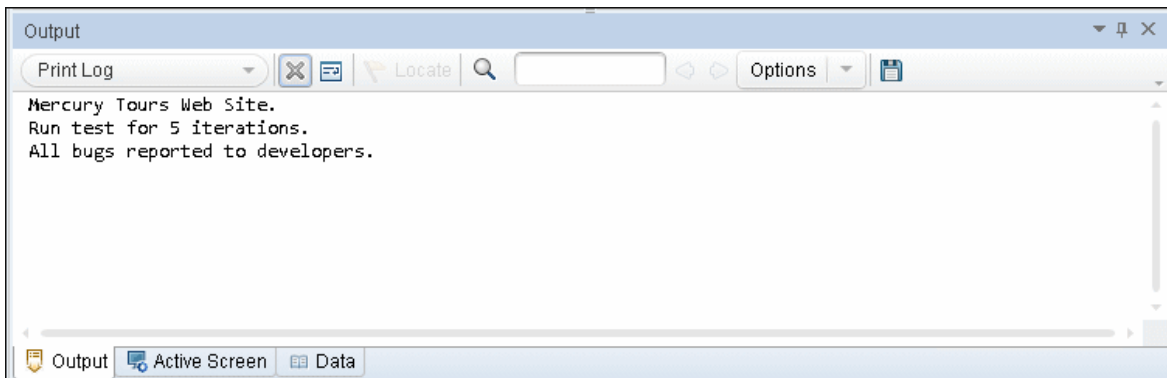 Output
Print Log
Locate
Options
Mercury Tours Web Site.
Run test for 5 iterations.
All bugs reported to developers.
Output Active Screen Data